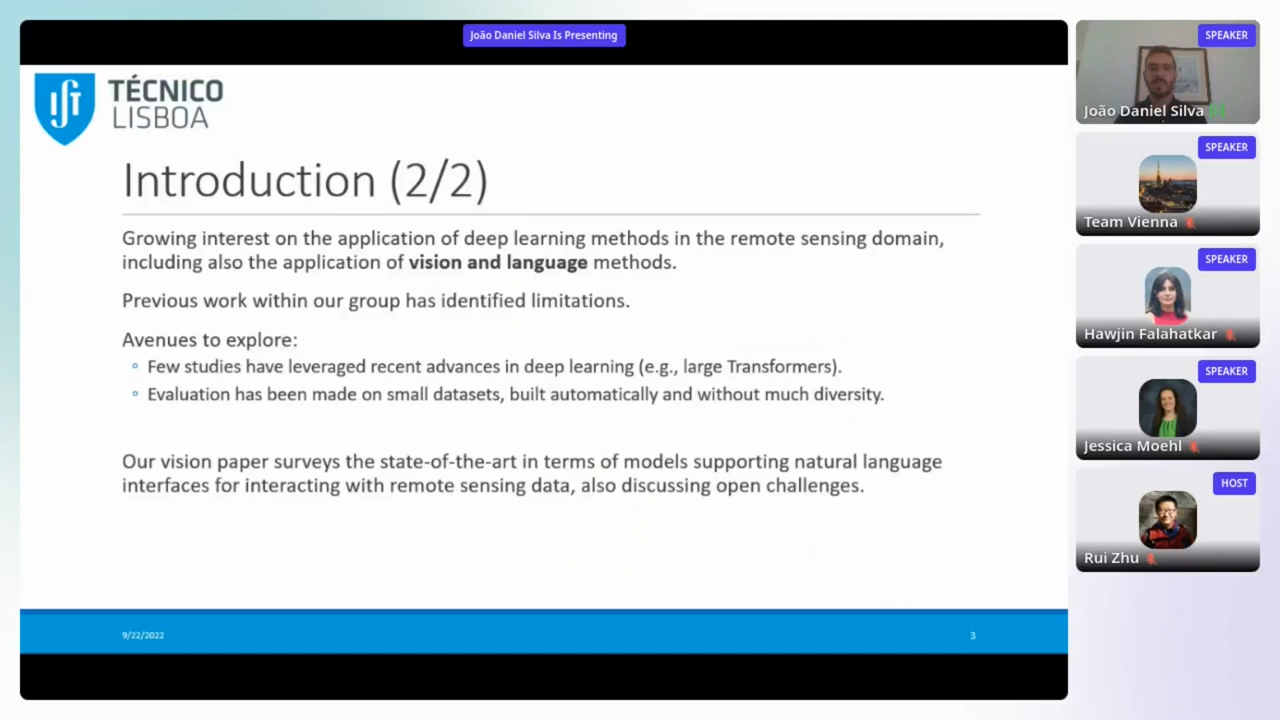 João Daniel Silva Is Presenting
TÉCNICO
LISBOA
Introduction (2/2)
Growing interest on the application of deep learning methods in the remote sensing domain,
including also the application of vision and language methods.
Previous work within our group has identified limitations.
Avenues to explore:
Few studies have leveraged recent advances in deep learning (e.g., large Transformers).
Evaluation has been made on small datasets, built automatically and without much diversity.
Our vision paper surveys the state-of-the-art in terms of models supporting natural language
interfaces for interacting with remote sensing data, also discussing open challenges.
9/22/2022
3
SPEAKER
João Daniel Silva
SPEAKER
Team Vienna
SPEAKER
Hawjin Falahatkar
SPEAKER
Jessica Moehl
HOST
Rui Zhu